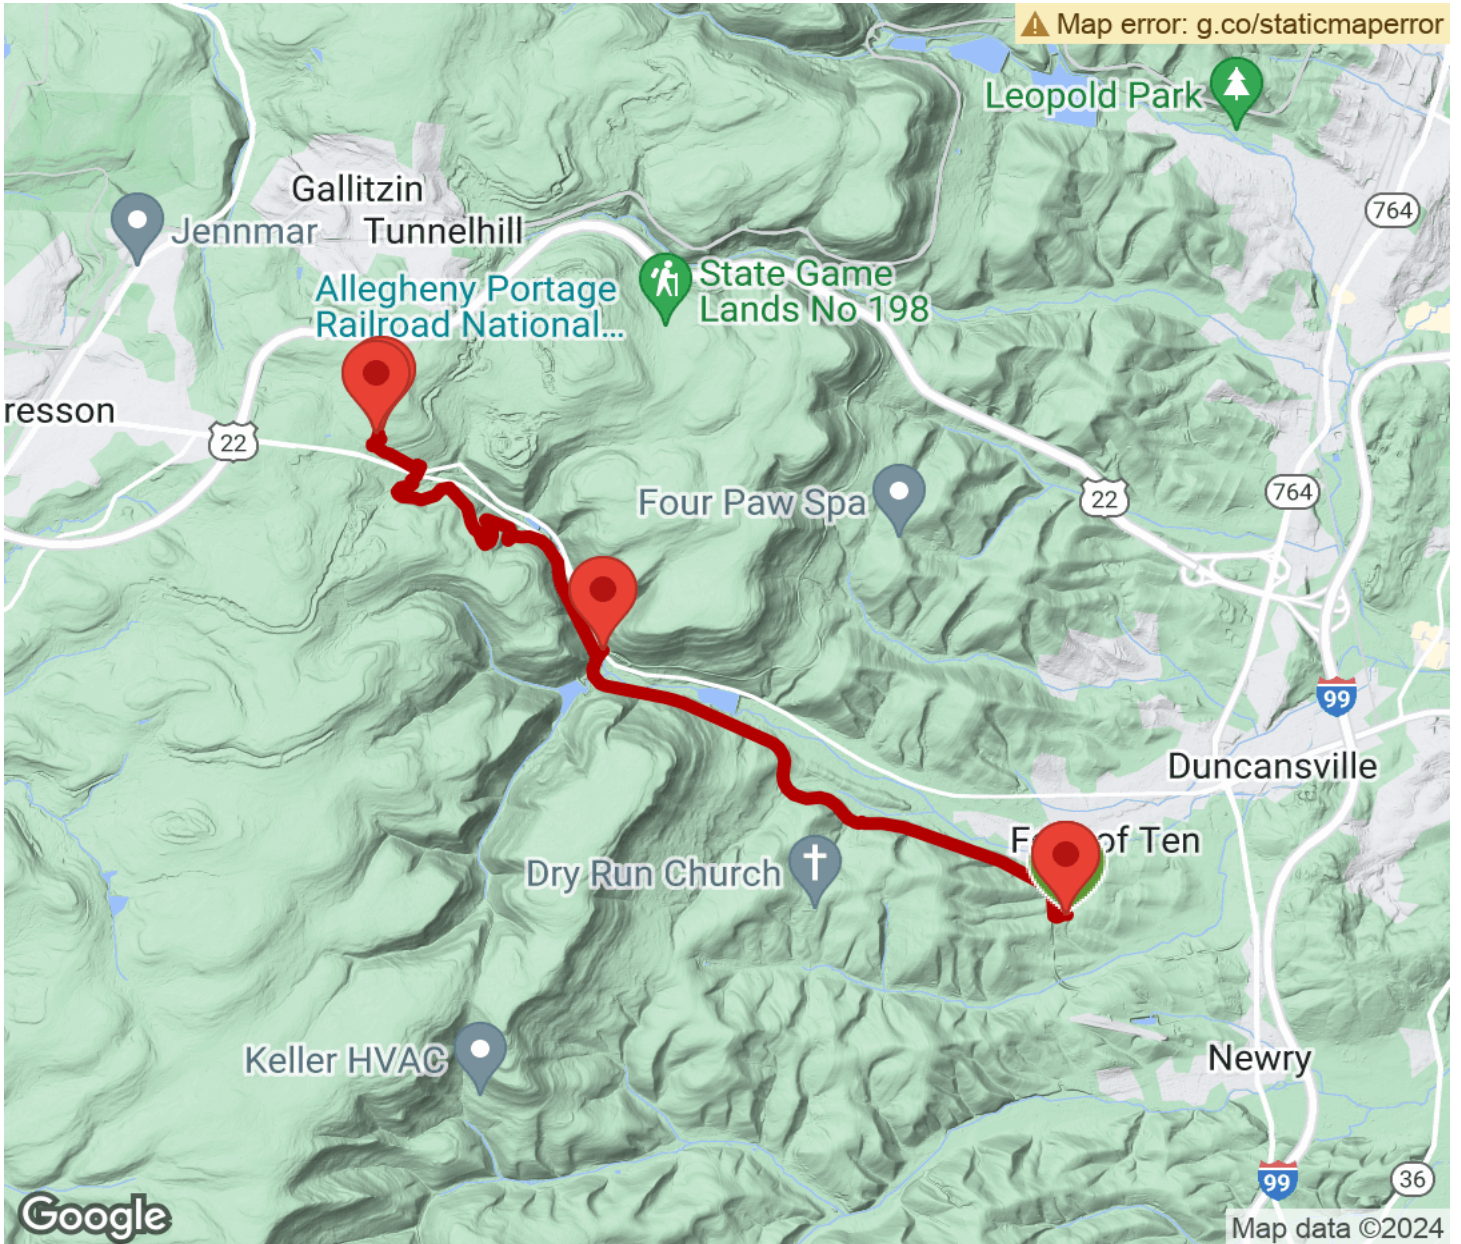 Map error: g.co/staticmaperror
Leopold Park
764
Gallitzin
Jennmar
Tunnelhill
State Game
Lands No 198
Allegheny Portage
Railroad National...
resson
22
Four Paw Spa
22
764
99
Duncansville
of Ten
Dry Run Church
Newry
Keller HVAC
99
36
Google
Map data ©2024